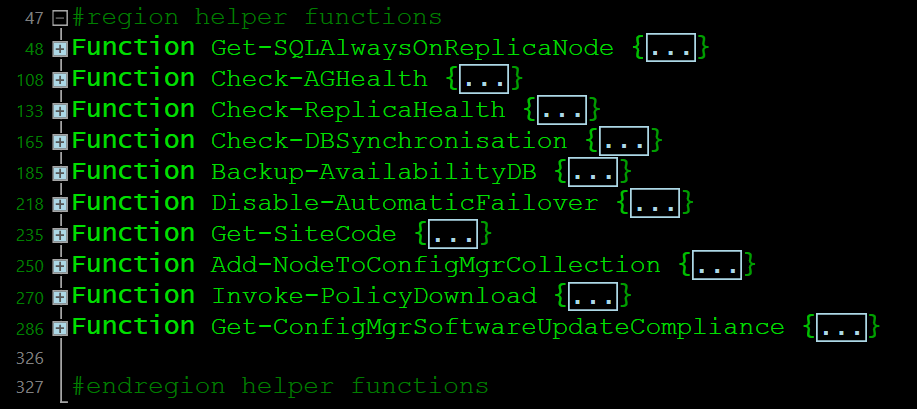 47 #region helper functions
48 Function Get-SQLAlwaysOnReplicaNode {...}
108 Function Check-AGHealth {...}
133 Function Check-ReplicaHealth {...}
165 Function Check-DBSynchronisation {...}
185 Function Backup-AvailabilityDB {...}
218 Function Disable-AutomaticFailover {...}
235 Function Get-SiteCode {...}
250 Function Add-NodeToConfigMgrCollection {...}
270 Function Invoke-PolicyDownload {...}
286 Function Get-ConfigMgrSoftwareUpdateCompliance {...}
326
327 #endregion helper functions